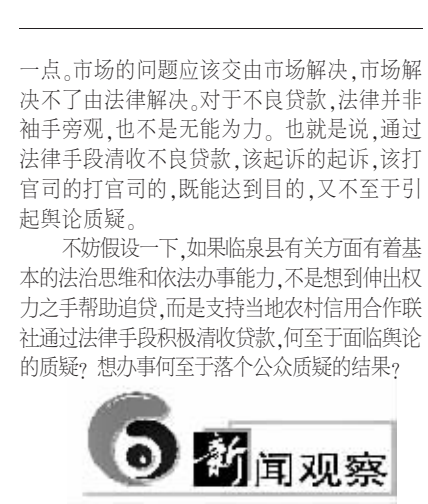 一点。市场的问题应该交由市场解决,市场解
决不了由法律解决。对于不良贷款,法律并非
袖手旁观,也不是无能为力。也就是说,通过
法律手段清收不良贷款,该起诉的起诉,该打
官司的打官司的,既能达到目的,又不至于引
起舆论质疑。
不妨假设一下,如果临泉县有关方面有着基
本的法治思维和依法办事能力,不是想到伸出权
力之手帮助追贷,而是支持当地农村信用合作联
社通过法律手段积极清收贷款,何至于面临舆论
的质疑?想办事何至于落个公众质疑的结果?
新闻观察